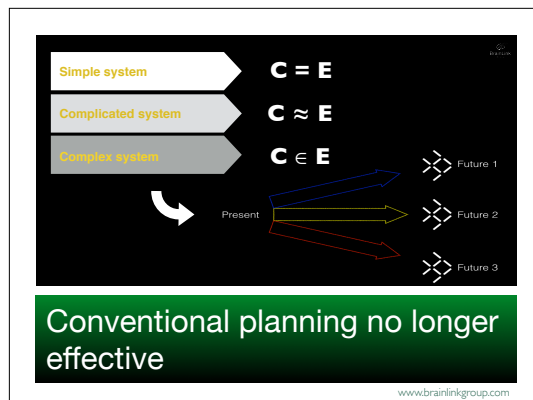 Simple system
C = E
Complicated system
C ≈ E
Complex system
C ∈ E
Present
Future 1
Future 2
Future 3
Conventional planning no longer
effective
www.brainlinkgroup.com